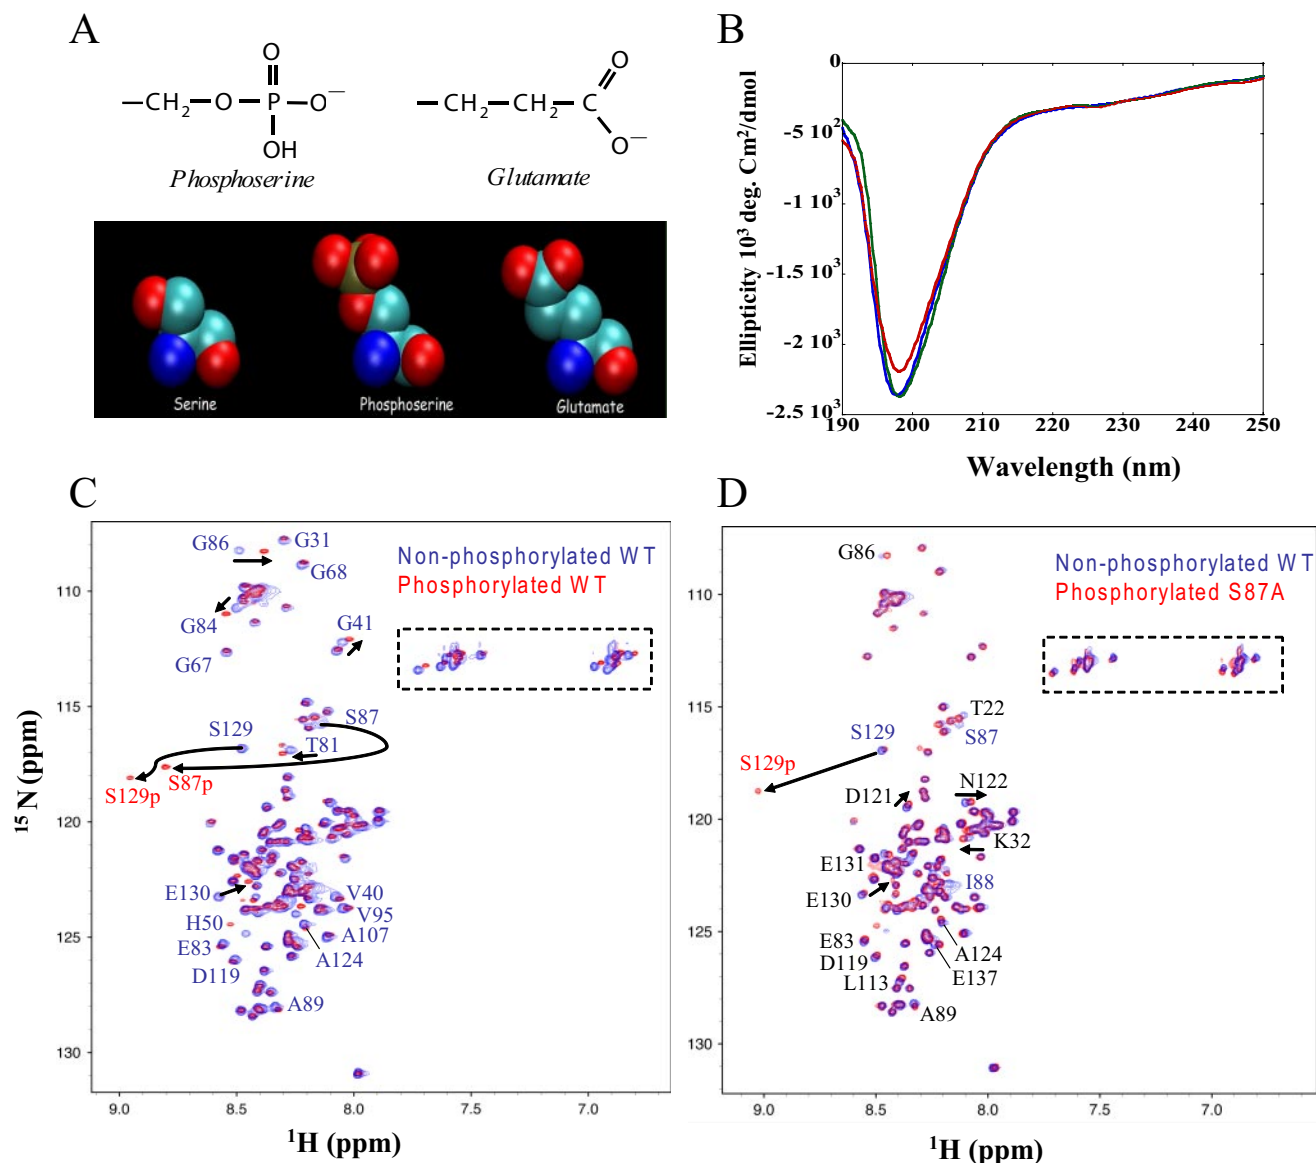 A
O
—CH₂—O—P—O—
OH
Phosphoserine
O
—CH₂—CH₂—C
O—
Glutamate
Serine
Phosphoserine
Glutamate
B
0
-5 10²
-1 10³
-1.5 10³
-2 10³
-2.5 10³
190
200
210
220
230
240
250
Ellipticity 10³ deg. Cm²/dmol
Wavelength (nm)
C
Non-phosphorylated WT
Phosphorylated WT
G86
G31
G68
G84
G41
G67
S129
S87
T81
S87p
S129p
E130
V40
H50
V95
E83
A107
A124
D119
A89
110
115
120
125
130
9.0
8.5
8.0
7.5
7.0
¹⁵N (ppm)
¹H (ppm)
D
Non-phosphorylated WT
Phosphorylated S87A
G86
T22
S129
S87
S129p
N122
D121
K32
E131
I88
E130
E83
A124
D119
E137
L113
A89
110
115
120
125
130
9.0
8.5
8.0
7.5
7.0
¹H (ppm)